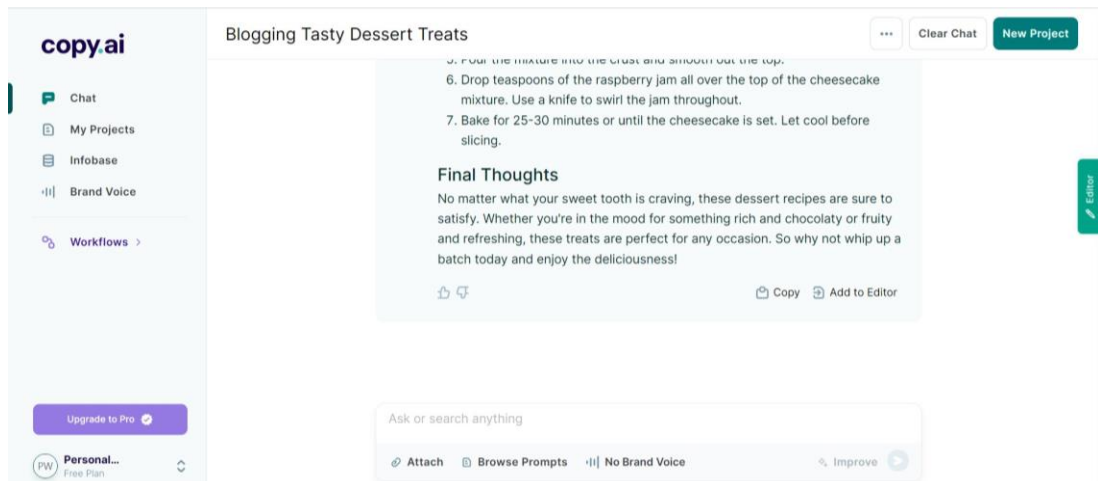 copy.ai
Chat
My Projects
Infobase
Brand Voice
Workflows >
Upgrade to Pro
PW
Personal...
Free Plan
Blogging Tasty Dessert Treats
...
Clear Chat
New Project
5. Pour the mixture into the crust and smooth out the top.
6. Drop teaspoons of the raspberry jam all over the top of the cheesecake
mixture. Use a knife to swirl the jam throughout.
7. Bake for 25-30 minutes or until the cheesecake is set. Let cool before
slicing.
Final Thoughts
No matter what your sweet tooth is craving, these dessert recipes are sure to
satisfy. Whether you're in the mood for something rich and chocolaty or fruity
and refreshing, these treats are perfect for any occasion. So why not whip up a
batch today and enjoy the deliciousness!
Copy
Add to Editor
Ask or search anything
Attach
Browse Prompts
No Brand Voice
Improve
Editor